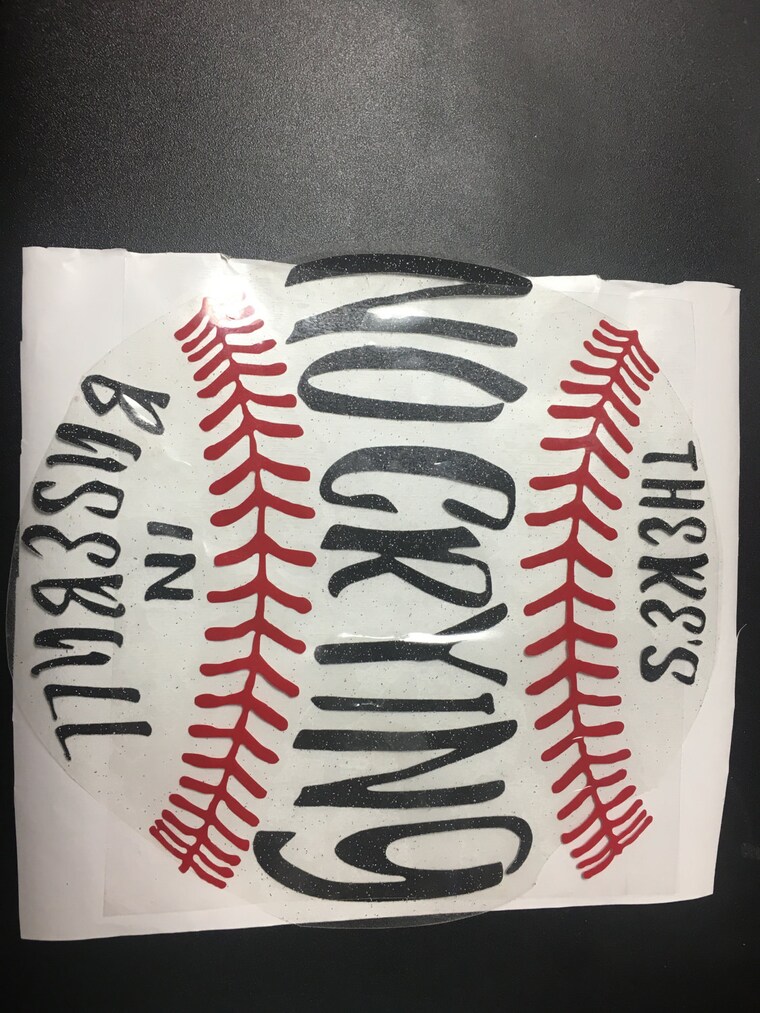 THERE'S
NO CRYING
IN
BASEBALL